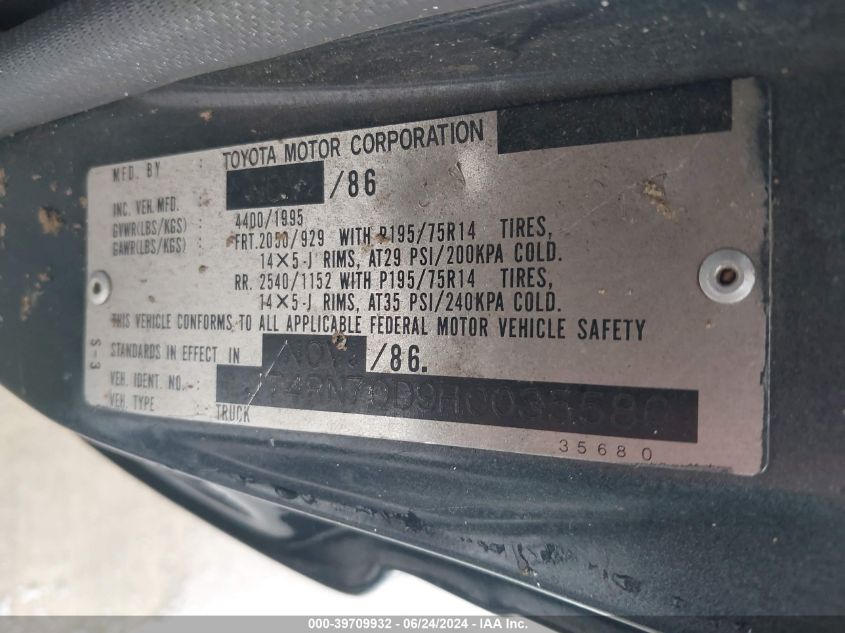 MFD. BY : TOYOTA MOTOR CORPORATION
INC. VEH. MFD. : /86
GVWR(LBS/KGS) : 4400/1995
GAWR(LBS/KGS) : FRT. 2050/929 WITH P195/75R14 TIRES,
14×5-J RIMS, AT29 PSI/200KPA COLD.
RR. 2540/1152 WITH P195/75R14 TIRES,
14×5-J RIMS, AT35 PSI/240KPA COLD.
THIS VEHICLE CONFORMS TO ALL APPLICABLE FEDERAL MOTOR VEHICLE SAFETY
STANDARDS IN EFFECT IN NOV. /86.
VEH. IDENT. NO. :
VEH. TYPE : TRUCK
S-3
35680
000-39709932 - 06/24/2024 - IAA Inc.